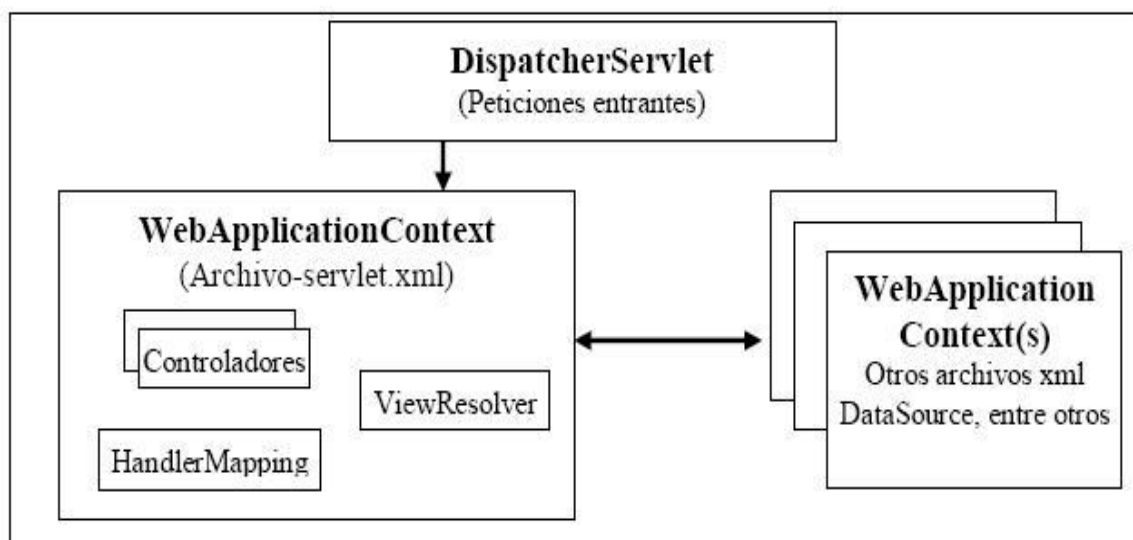 DispatcherServlet
(Peticiones entrantes)
WebApplicationContext
(Archivo-servlet.xml)
Controladores
ViewResolver
HandlerMapping
WebApplication
Context(s)
Otros archivos xml
DataSource, entre otros